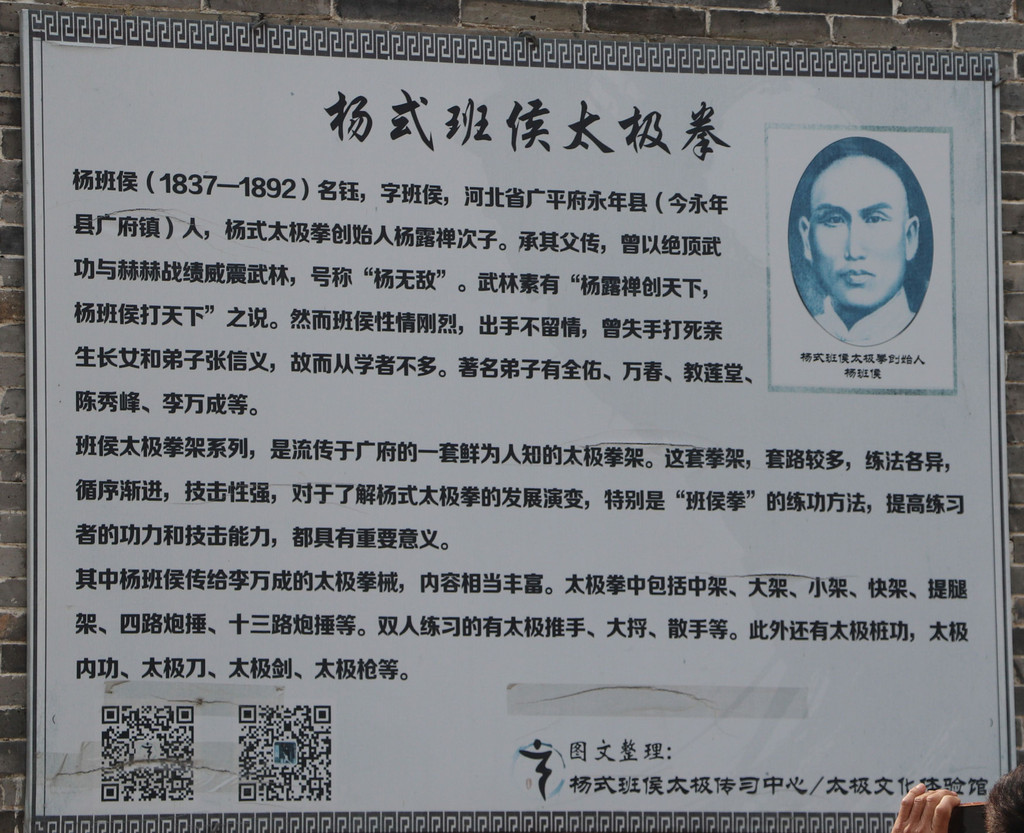 杨式班侯太极拳
杨班侯（1837—1892）名钰，字班侯，河北省广平府永年县（今永年
县广府镇）人，杨式太极拳创始人杨露禅次子。承其父传，曾以绝顶武
功与赫赫战绩威震武林，号称“杨无敌”。武林素有“杨露禅创天下，
杨班侯打天下”之说。然而班侯性情刚烈，出手不留情，曾失手打死亲
生长女和弟子张信义，故而从学者不多。著名弟子有全佑、万春、教莲堂、
陈秀峰、李万成等。
杨式班侯太极拳创始人
杨班侯
班侯太极拳架系列，是流传于广府的一套鲜为人知的太极拳架。这套拳架，套路较多，练法各异，
循序渐进，技击性强，对于了解杨式太极拳的发展演变，特别是“班侯拳”的练功方法，提高练习
者的功力和技击能力，都具有重要意义。
其中杨班侯传给李万成的太极拳械，内容相当丰富。太极拳中包括中架、大架、小架、快架、提腿
架、四路炮捶、十三路炮捶等。双人练习的有太极推手、大捋、散手等。此外还有太极桩功，太极
内功、太极刀、太极剑、太极枪等。
图文整理：
杨式班侯太极传习中心/太极文化体验馆